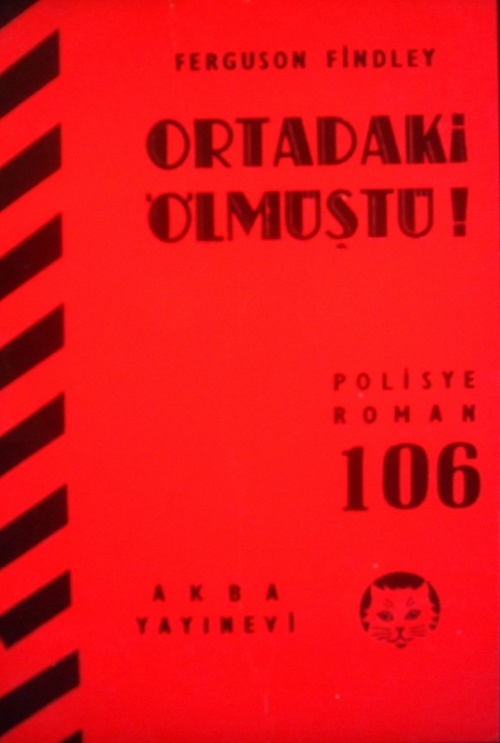 FERGUSON FİNDLEY
ORTADAKİ
ÖLMÜŞTÜ!
POLİSYE
ROMAN
106
AKBA
YAYINEVİ